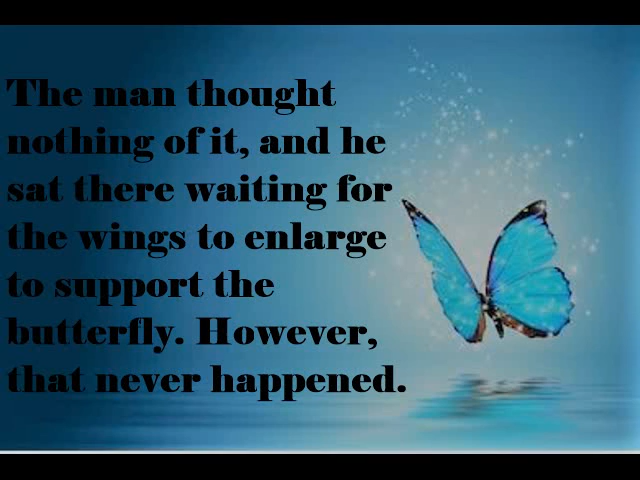 The man thought
nothing of it, and he
sat there waiting for
the wings to enlarge
to support the
butterfly. However,
that never happened.